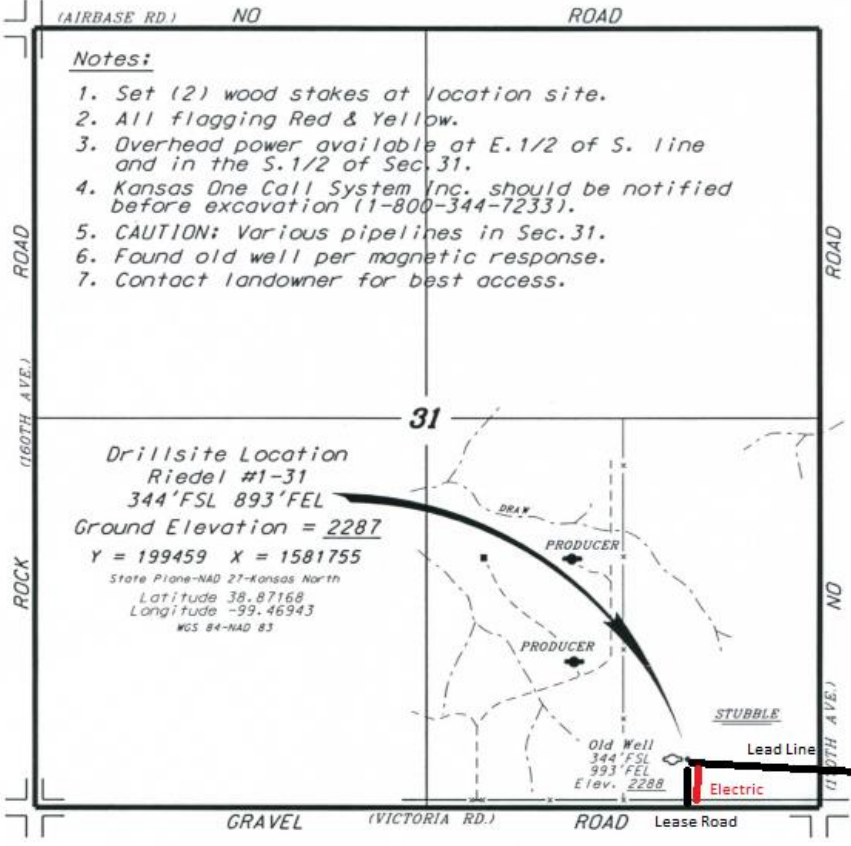 (AIRBASE RD.) NO ROAD
Notes:
1. Set (2) wood stakes at location site.
2. All flagging Red & Yellow.
3. Overhead power available at E.1/2 of S. line
and in the S.1/2 of Sec.31.
4. Kansas One Call System Inc. should be notified
before excavation (1-800-344-7233).
5. CAUTION: Various pipelines in Sec.31.
6. Found old well per magnetic response.
7. Contact landowner for best access.
ROAD
(160TH AVE.)
ROCK
ROAD
NO
31
Drillsite Location
Riedel #1-31
344'FSL 893'FEL
Ground Elevation = 2287
Y = 199459 X = 1581755
State Plane-NAD 27-Kansas North
Latitude 38.87168
Longitude -99.46943
WGS 84-NAD 83
DRAW
PRODUCER
PRODUCER
STUBBLE
Old Well
344'FSL
993'FEL
Elev. 2288
Lead Line
Electric
Lease Road
GRAVEL (VICTORIA RD.) ROAD